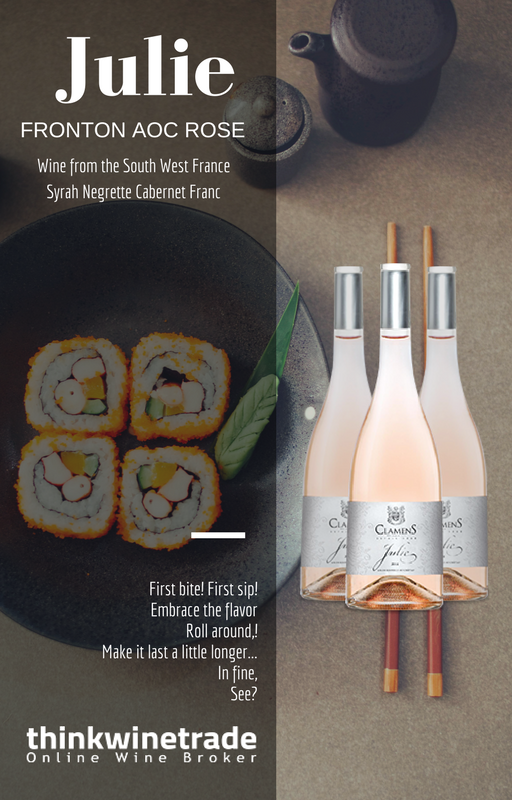 Julie
FRONTON AOC ROSE
Wine from the South West France
Syrah Negrette Cabernet Franc
CLAMENS
Julie
First bite! First sip!
Embrace the flavor
Roll around,!
Make it last a little longer...
In fine,
See?
thinkwinetrade
Online Wine Broker